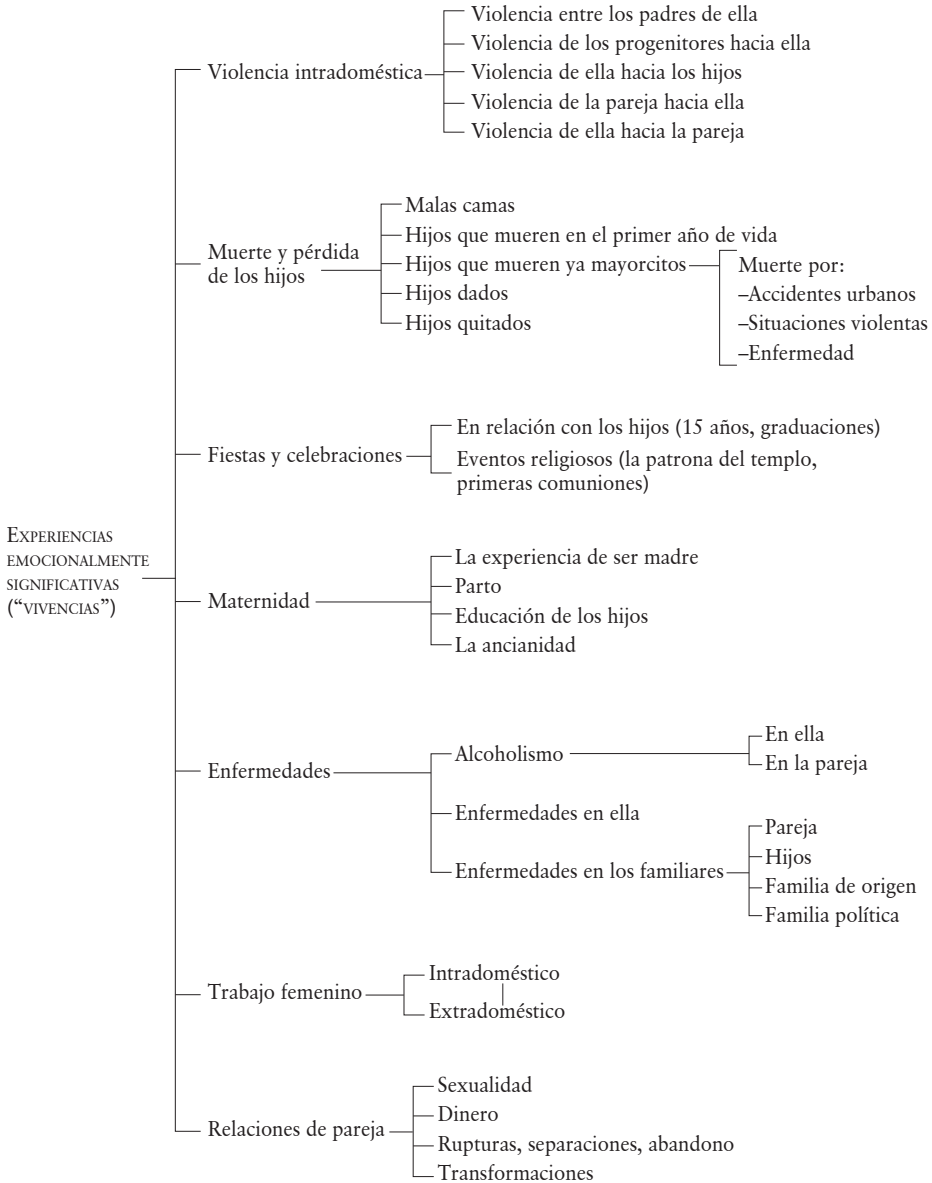 Violencia entre los padres de ella
Violencia de los progenitores hacia ella
Violencia intradoméstica
Violencia de ella hacia los hijos
Violencia de la pareja hacia ella
Violencia de ella hacia la pareja
Malas camas
Hijos que mueren en el primer año de vida
Muerte y pérdida
de los hijos
Hijos que mueren ya mayorcitos
Muerte por:
–Accidentes urbanos
–Situaciones violentas
–Enfermedad
Hijos dados
Hijos quitados
En relación con los hijos (15 años, graduaciones)
Fiestas y celebraciones
Eventos religiosos (la patrona del templo,
primeras comuniones)
EXPERIENCIAS
EMOCIONALMENTE
SIGNIFICATIVAS
(“VIVENCIAS”)
La experiencia de ser madre
Maternidad
Parto
Educación de los hijos
La ancianidad
Enfermedades
Alcoholismo
En ella
En la pareja
Enfermedades en ella
Enfermedades en los familiares
Pareja
Hijos
Familia de origen
Familia política
Trabajo femenino
Intradoméstico
Extradoméstico
Relaciones de pareja
Sexualidad
Dinero
Rupturas, separaciones, abandono
Transformaciones